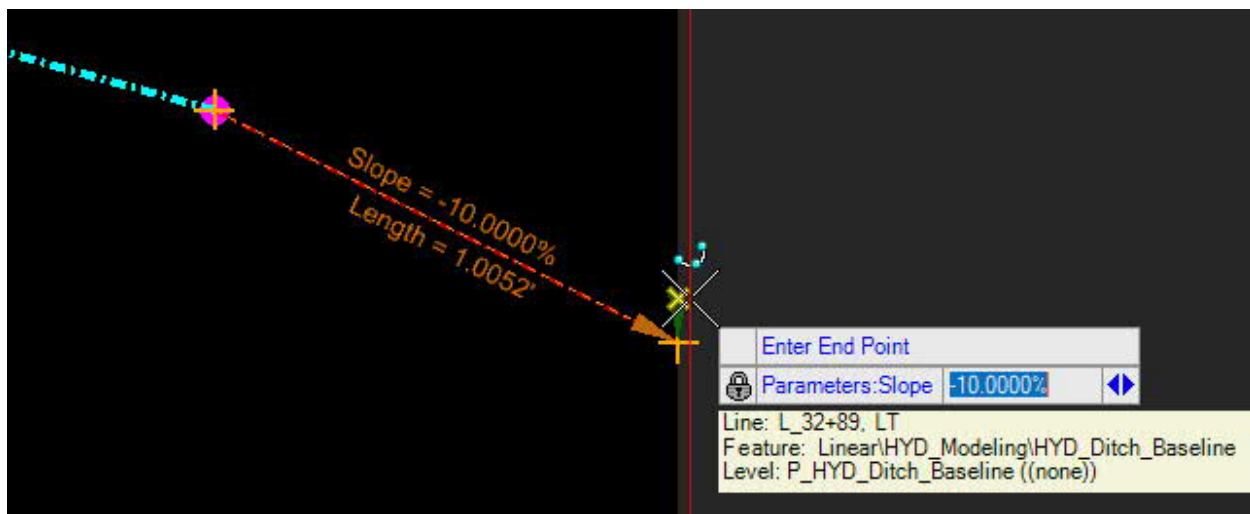 Slope = -10.0000%
Length = 1.0052'
Enter End Point
Parameters:Slope -10.0000%
Line: L_32+89, LT
Feature: Linear\HYD_Modeling\HYD_Ditch_Baseline
Level: P_HYD_Ditch_Baseline ((none))